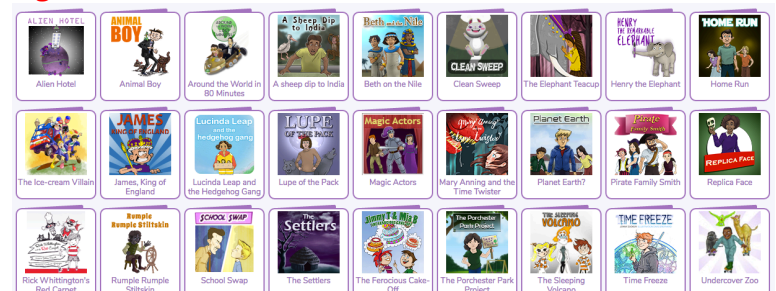 ALIEN HOTEL
ANIMAL
BOY
A Sheep Dip
to India
Beth and the Nile
CLEAN SWEEP
HENRY
THE REMARKABLE
ELEPHANT
HOME RUN
Alien Hotel
Animal Boy
Around the World in
80 Minutes
A sheep dip to India
Beth on the Nile
Clean Sweep
The Elephant Teacup
Henry the Elephant
Home Run
JAMES
KING OF ENGLAND
Lucinda Leap
and the
hedgehog gang
LUPE
OF THE PACK
Magic Actors
Mary Anning
Planet Earth
Pirate
Family Smith
REPLICA FACE
The Ice-cream Villain
James, King of
England
Lucinda Leap and
the Hedgehog Gang
Lupe of the Pack
Magic Actors
Mary Anning and the
Time Twister
Planet Earth?
Pirate Family Smith
Replica Face
Rumple
Rumple Stiltskin
SCHOOL SWAP
The
Settlers
Jimmy T & Mia B
The Porchester
Park Project
THE SLEEPING
VOLCANO
TIME FREEZE
Rick Whittington's
Red Carpet
Rumple Rumple
Stiltskin
School Swap
The Settlers
The Ferocious Cake-
Off
The Porchester Park
Project
The Sleeping
Volcano
Time Freeze
Undercover Zoo